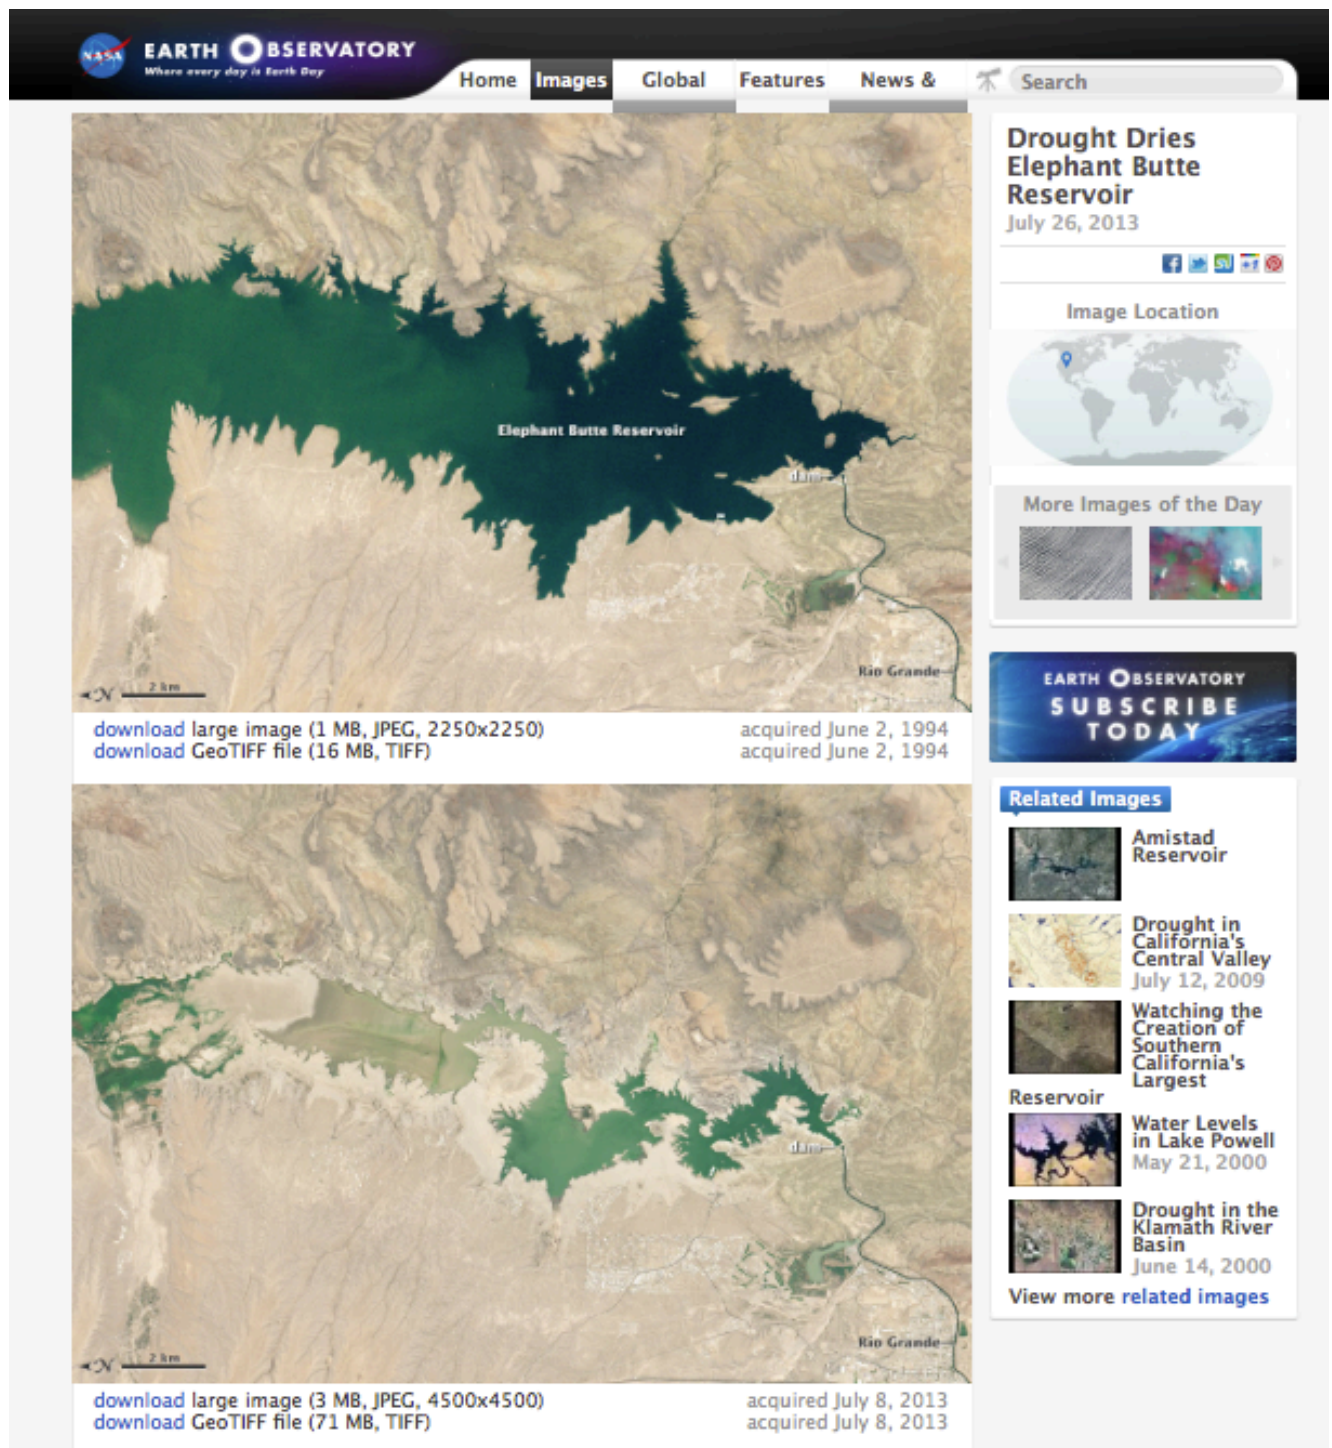 NASA
EARTH OBSERVATORY
Where every day is Earth Day
Home Images Global Features News & Search
Elephant Butte Reservoir
dam
Rio Grande
N 2 km
download large image (1 MB, JPEG, 2250x2250) acquired June 2, 1994
download GeoTIFF file (16 MB, TIFF) acquired June 2, 1994
dam
Rio Grande
N 2 km
download large image (3 MB, JPEG, 4500x4500) acquired July 8, 2013
download GeoTIFF file (71 MB, TIFF) acquired July 8, 2013
Drought Dries
Elephant Butte
Reservoir
July 26, 2013
Image Location
More Images of the Day
EARTH OBSERVATORY
SUBSCRIBE
TODAY
Related Images
Amistad
Reservoir
Drought in
California's
Central Valley
July 12, 2009
Watching the
Creation of
Southern
California's
Largest
Reservoir
Water Levels
in Lake Powell
May 21, 2000
Drought in the
Klamath River
Basin
June 14, 2000
View more related images